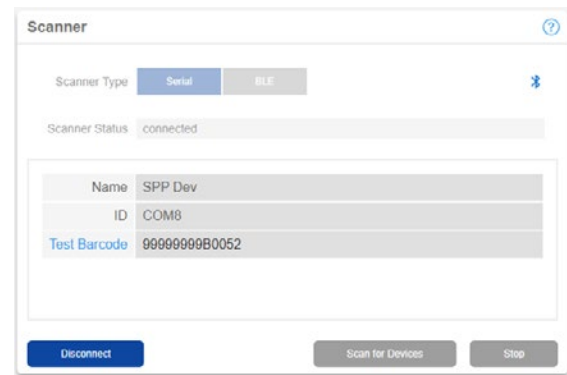 Scanner ?
Scanner Type Serial BLE
Scanner Status connected
Name SPP Dev
ID COM8
Test Barcode 99999999B0052
Disconnect Scan for Devices Stop